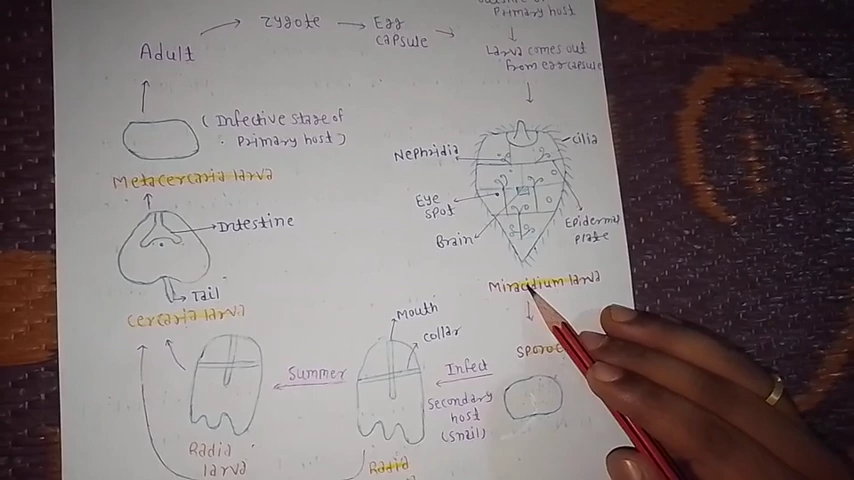 Primary host
Zygote
Egg
capsule
Adult
Larva comes out
from egg capsule
(Infective stage of
Primary host)
cilia
Nephridia
Metacercaria larva
Eye
spot
Intestine
Epidermal
plate
Brain
Miracidium larva
Tail
Cercaria larva
Mouth
collar
Infect
Summer
Secondary
host
(snail)
Radia
larva
Radia